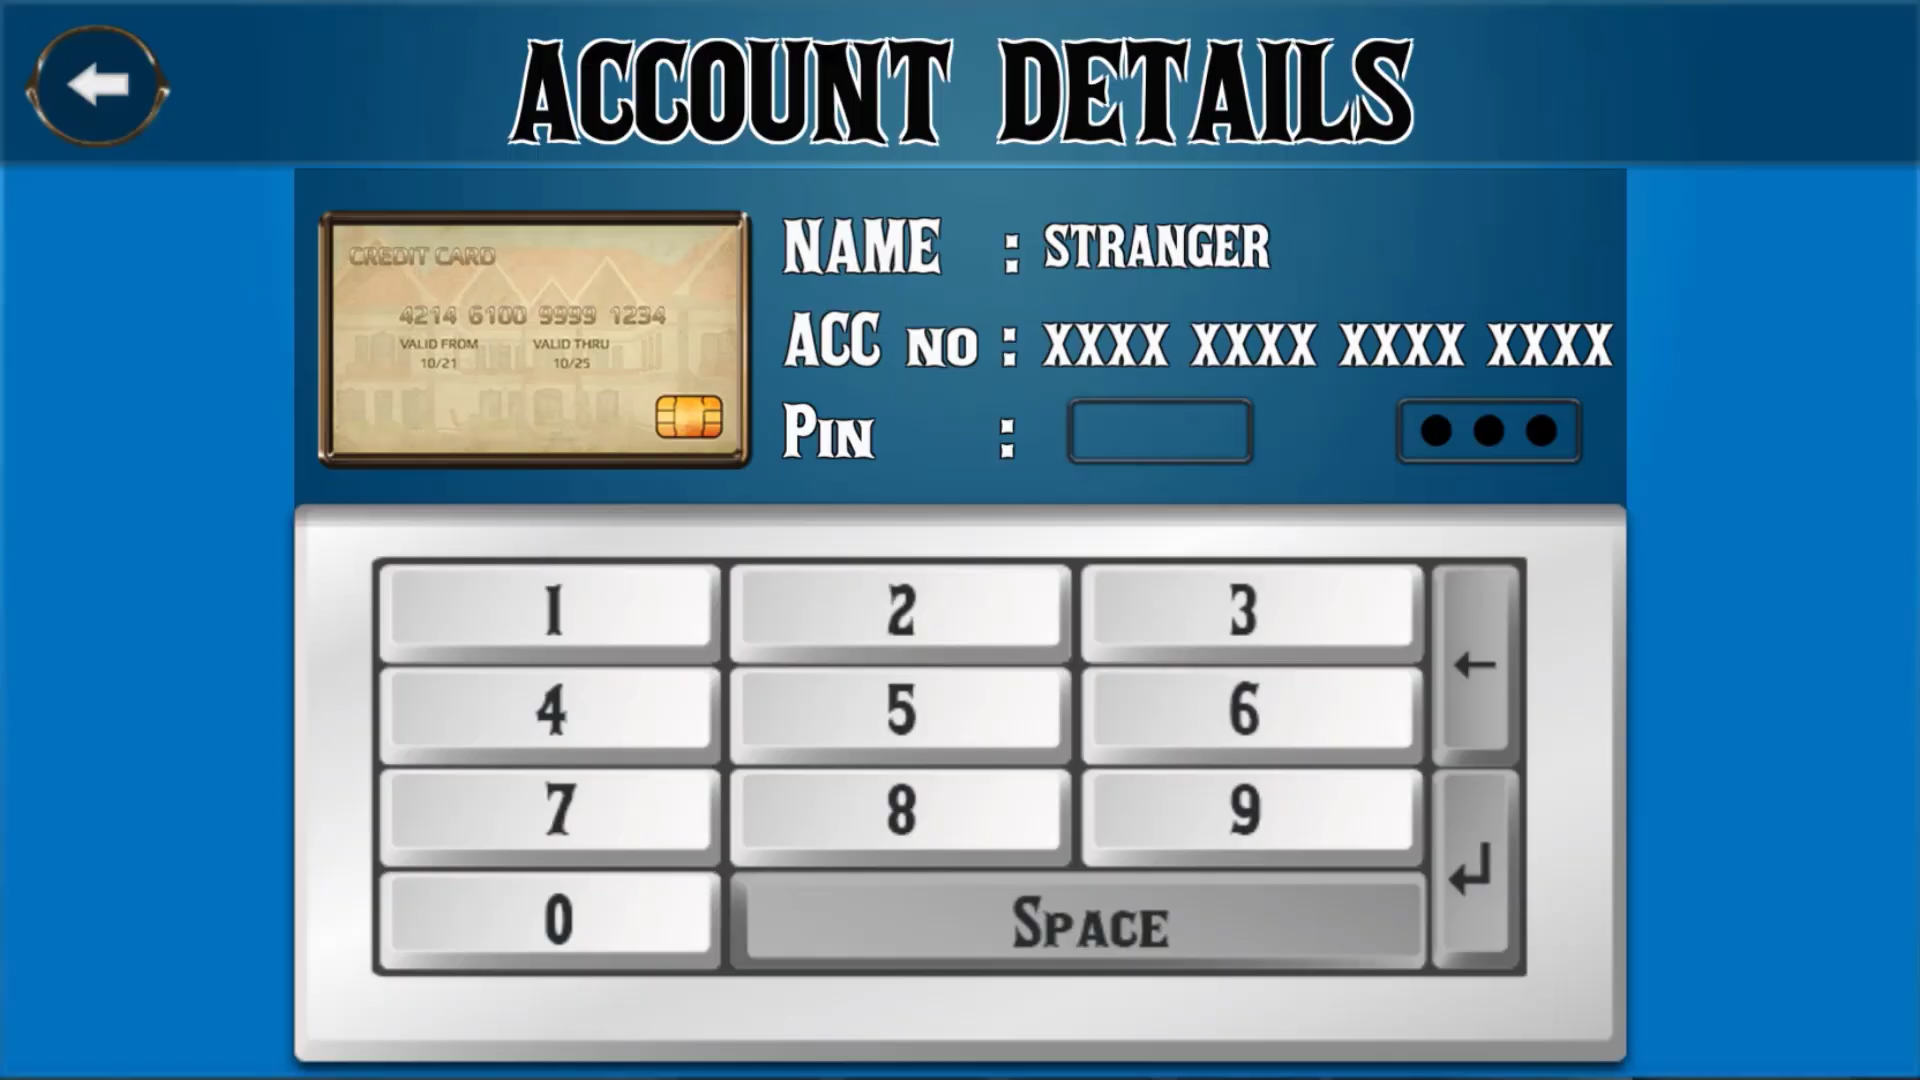 ACCOUNT DETAILS
CREDIT CARD
4214 6100 9999 1234
VALID FROM VALID THRU
10/21 10/25
NAME : STRANGER
ACC NO : XXXX XXXX XXXX XXXX
PIN :
1 2 3
4 5 6
7 8 9
0 SPACE